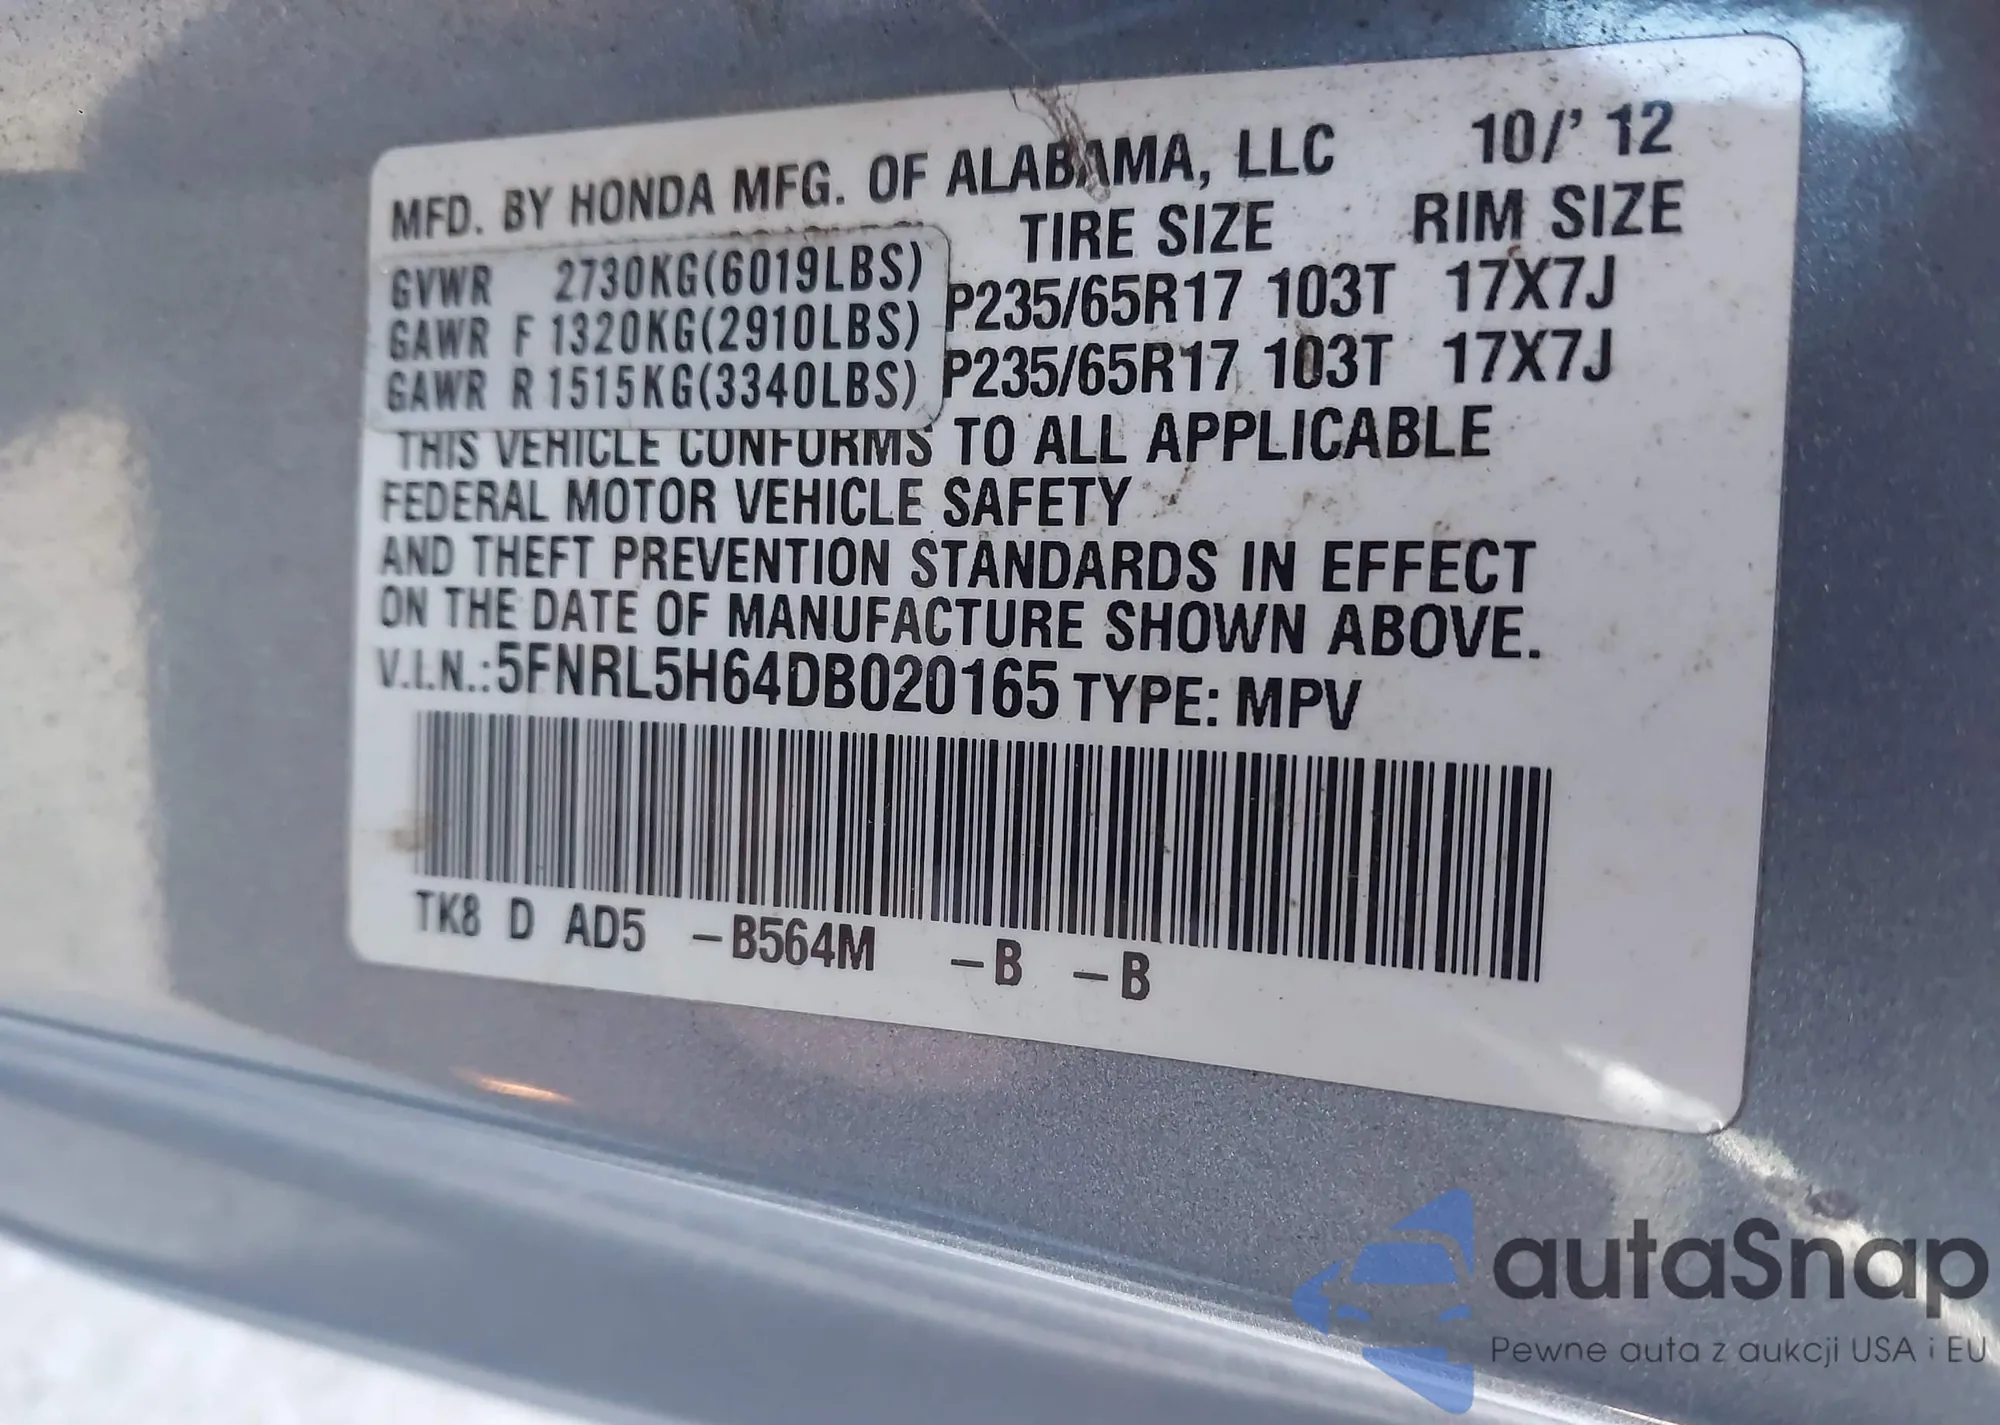 MFD. BY HONDA MFG. OF ALABAMA, LLC 10/' 12
TIRE SIZE RIM SIZE
GVWR 2730KG(6019LBS)
GAWR F 1320KG(2910LBS) P235/65R17 103T 17X7J
GAWR R 1515KG(3340LBS) P235/65R17 103T 17X7J
THIS VEHICLE CONFORMS TO ALL APPLICABLE
FEDERAL MOTOR VEHICLE SAFETY
AND THEFT PREVENTION STANDARDS IN EFFECT
ON THE DATE OF MANUFACTURE SHOWN ABOVE.
V.I.N.:5FNRL5H64DB020165 TYPE: MPV
TK8 D AD5 –B564M –B –B
autaSnap
Pewne auta z aukcji USA i EU